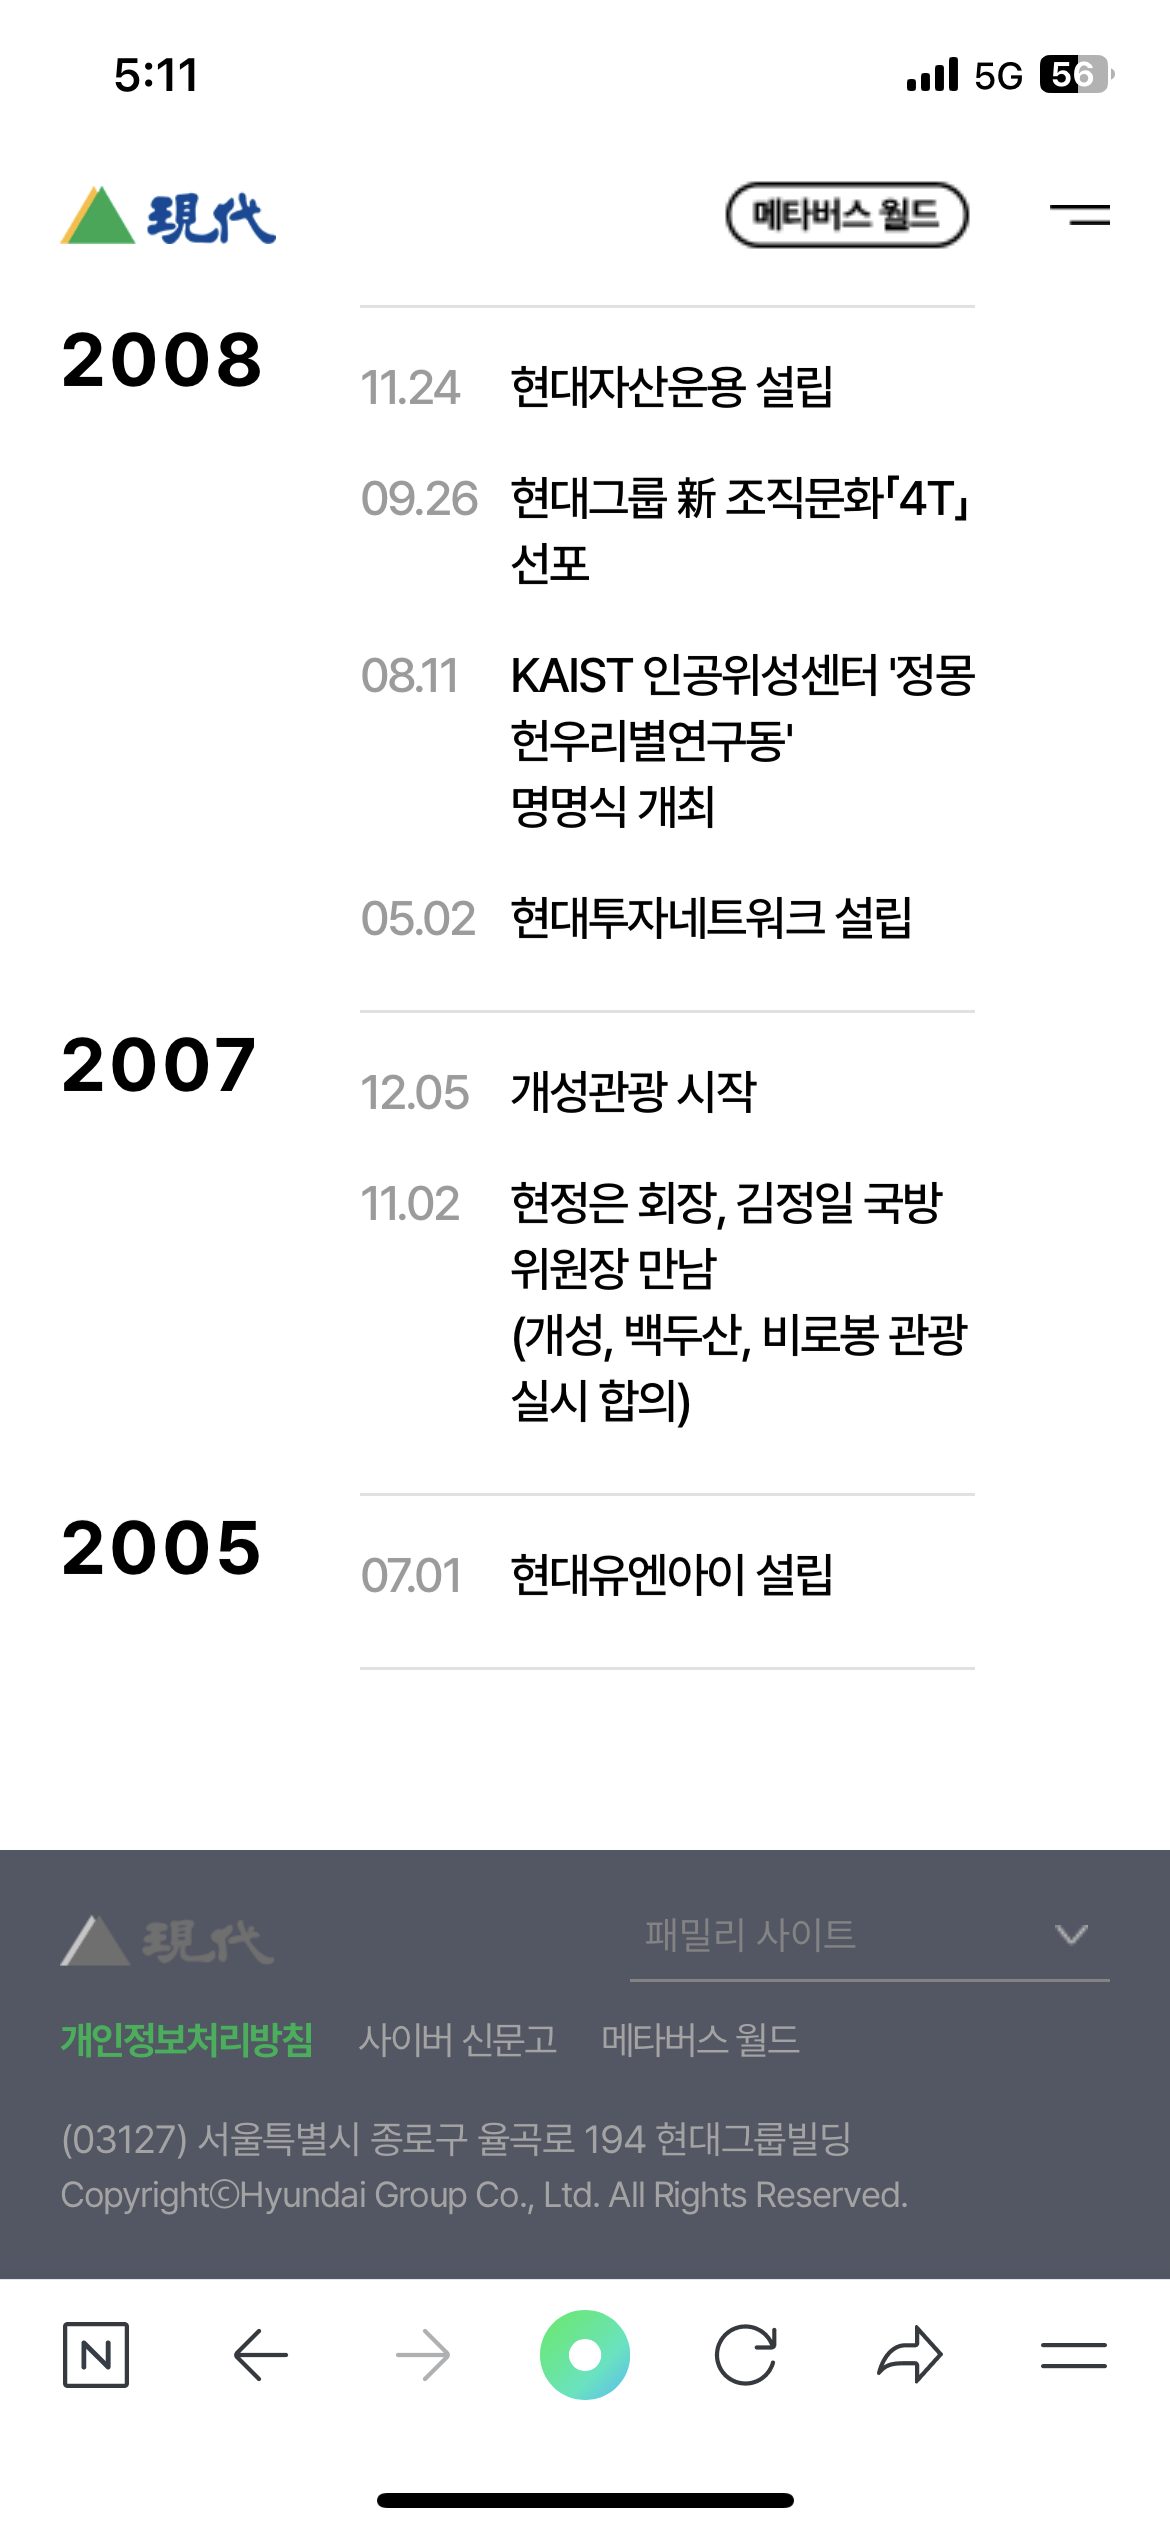 5:11
5G 56
現代
메타버스 월드
2008
11.24 현대자산운용 설립
09.26 현대그룹 新 조직문화「4T」
선포
08.11 KAIST 인공위성센터 '정몽
헌우리별연구동'
명명식 개최
05.02 현대투자네트워크 설립
2007
12.05 개성관광 시작
11.02 현정은 회장, 김정일 국방
위원장 만남
(개성, 백두산, 비로봉 관광
실시 합의)
2005
07.01 현대유엔아이 설립
現代
패밀리 사이트
개인정보처리방침 사이버 신문고 메타버스 월드
(03127) 서울특별시 종로구 율곡로 194 현대그룹빌딩
CopyrightⓒHyundai Group Co., Ltd. All Rights Reserved.
N